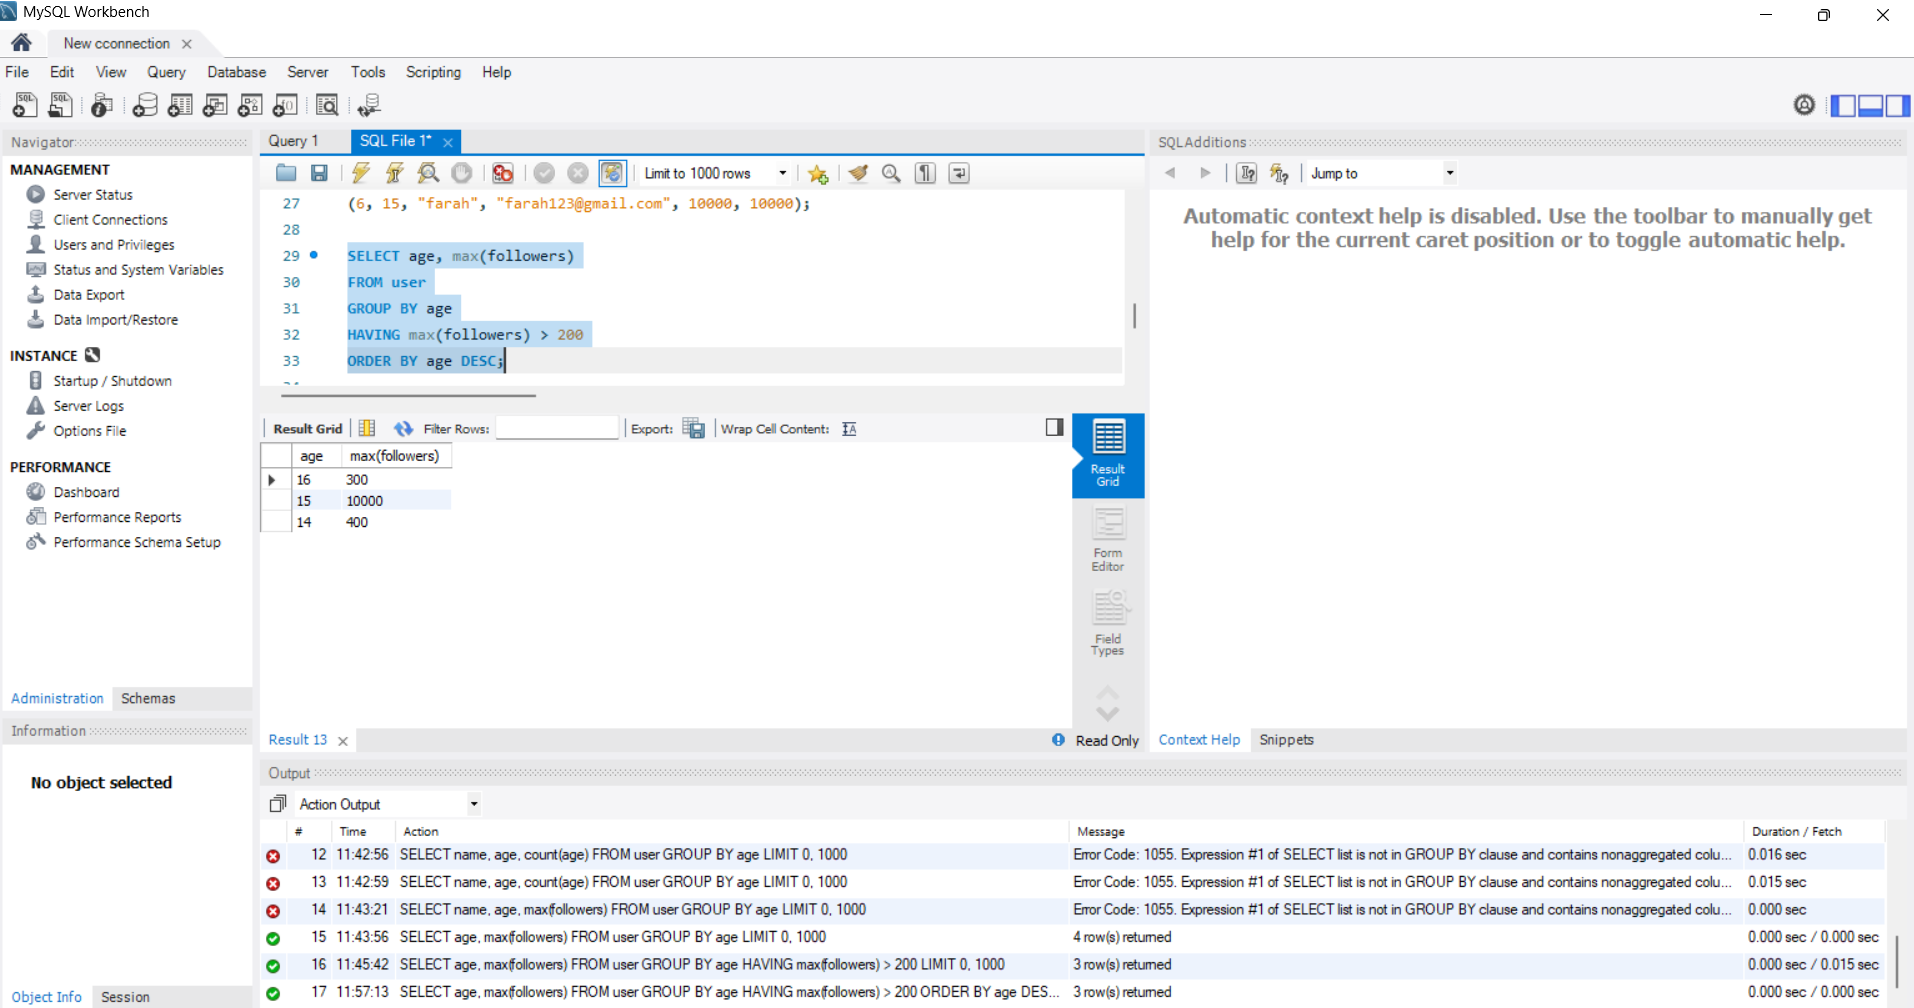 MySQL Workbench
New cconnection
File Edit View Query Database Server Tools Scripting Help
Navigator
MANAGEMENT
Server Status
Client Connections
Users and Privileges
Status and System Variables
Data Export
Data Import/Restore
INSTANCE
Startup / Shutdown
Server Logs
Options File
PERFORMANCE
Dashboard
Performance Reports
Performance Schema Setup
Administration Schemas
Information
No object selected
Object Info Session
Query 1 SQL File 1*
Limit to 1000 rows
27 (6, 15, "farah", "farah123@gmail.com", 10000, 10000);
28
29 SELECT age, max(followers)
30 FROM user
31 GROUP BY age
32 HAVING max(followers) > 200
33 ORDER BY age DESC;
Result Grid Filter Rows: Export: Wrap Cell Content:
age max(followers)
16 300
15 10000
14 400
Result Grid
Form Editor
Field Types
Result 13 Read Only
SQLAdditions
Jump to
Automatic context help is disabled. Use the toolbar to manually get
help for the current caret position or to toggle automatic help.
Context Help Snippets
Output
Action Output
# Time Action Message Duration / Fetch
12 11:42:56 SELECT name, age, count(age) FROM user GROUP BY age LIMIT 0, 1000 Error Code: 1055. Expression #1 of SELECT list is not in GROUP BY clause and contains nonaggregated colu... 0.016 sec
13 11:42:59 SELECT name, age, count(age) FROM user GROUP BY age LIMIT 0, 1000 Error Code: 1055. Expression #1 of SELECT list is not in GROUP BY clause and contains nonaggregated colu... 0.015 sec
14 11:43:21 SELECT name, age, max(followers) FROM user GROUP BY age LIMIT 0, 1000 Error Code: 1055. Expression #1 of SELECT list is not in GROUP BY clause and contains nonaggregated colu... 0.000 sec
15 11:43:56 SELECT age, max(followers) FROM user GROUP BY age LIMIT 0, 1000 4 row(s) returned 0.000 sec / 0.000 sec
16 11:45:42 SELECT age, max(followers) FROM user GROUP BY age HAVING max(followers) > 200 LIMIT 0, 1000 3 row(s) returned 0.000 sec / 0.015 sec
17 11:57:13 SELECT age, max(followers) FROM user GROUP BY age HAVING max(followers) > 200 ORDER BY age DES... 3 row(s) returned 0.000 sec / 0.000 sec